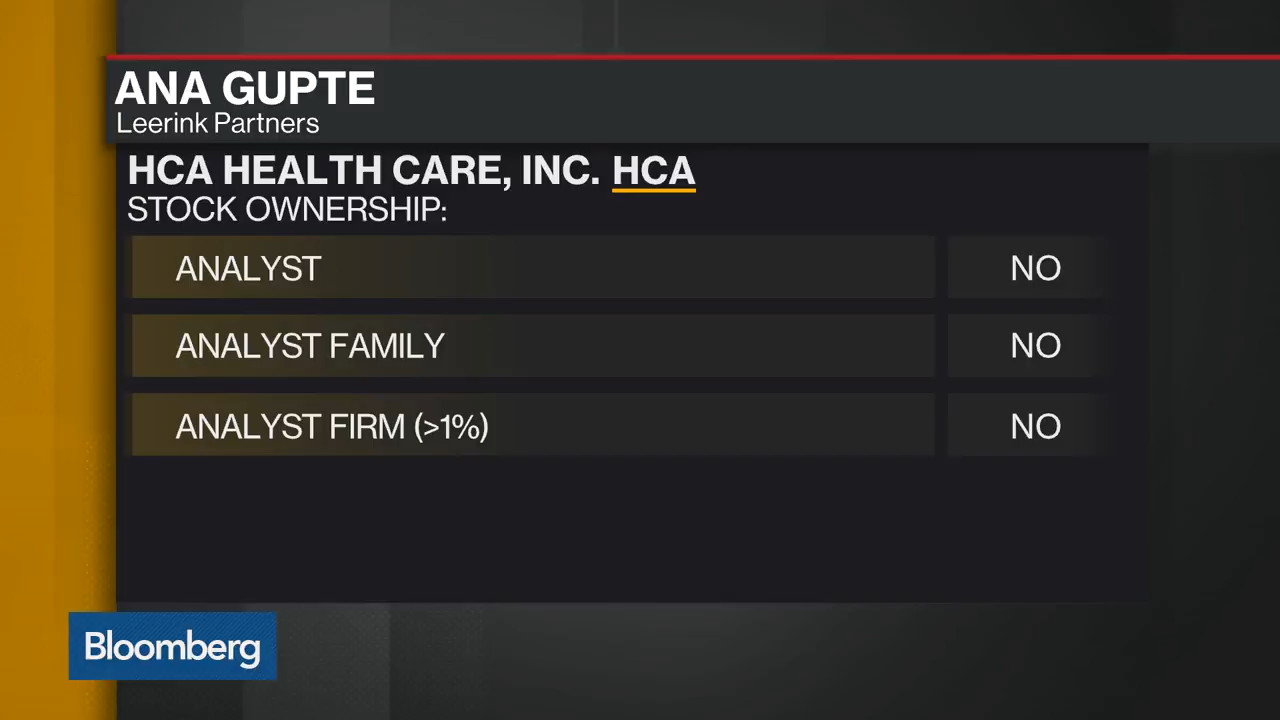 ANA GUPTE
Leerink Partners
HCA HEALTH CARE, INC. HCA
STOCK OWNERSHIP:
ANALYST NO
ANALYST FAMILY NO
ANALYST FIRM (>1%) NO
Bloomberg